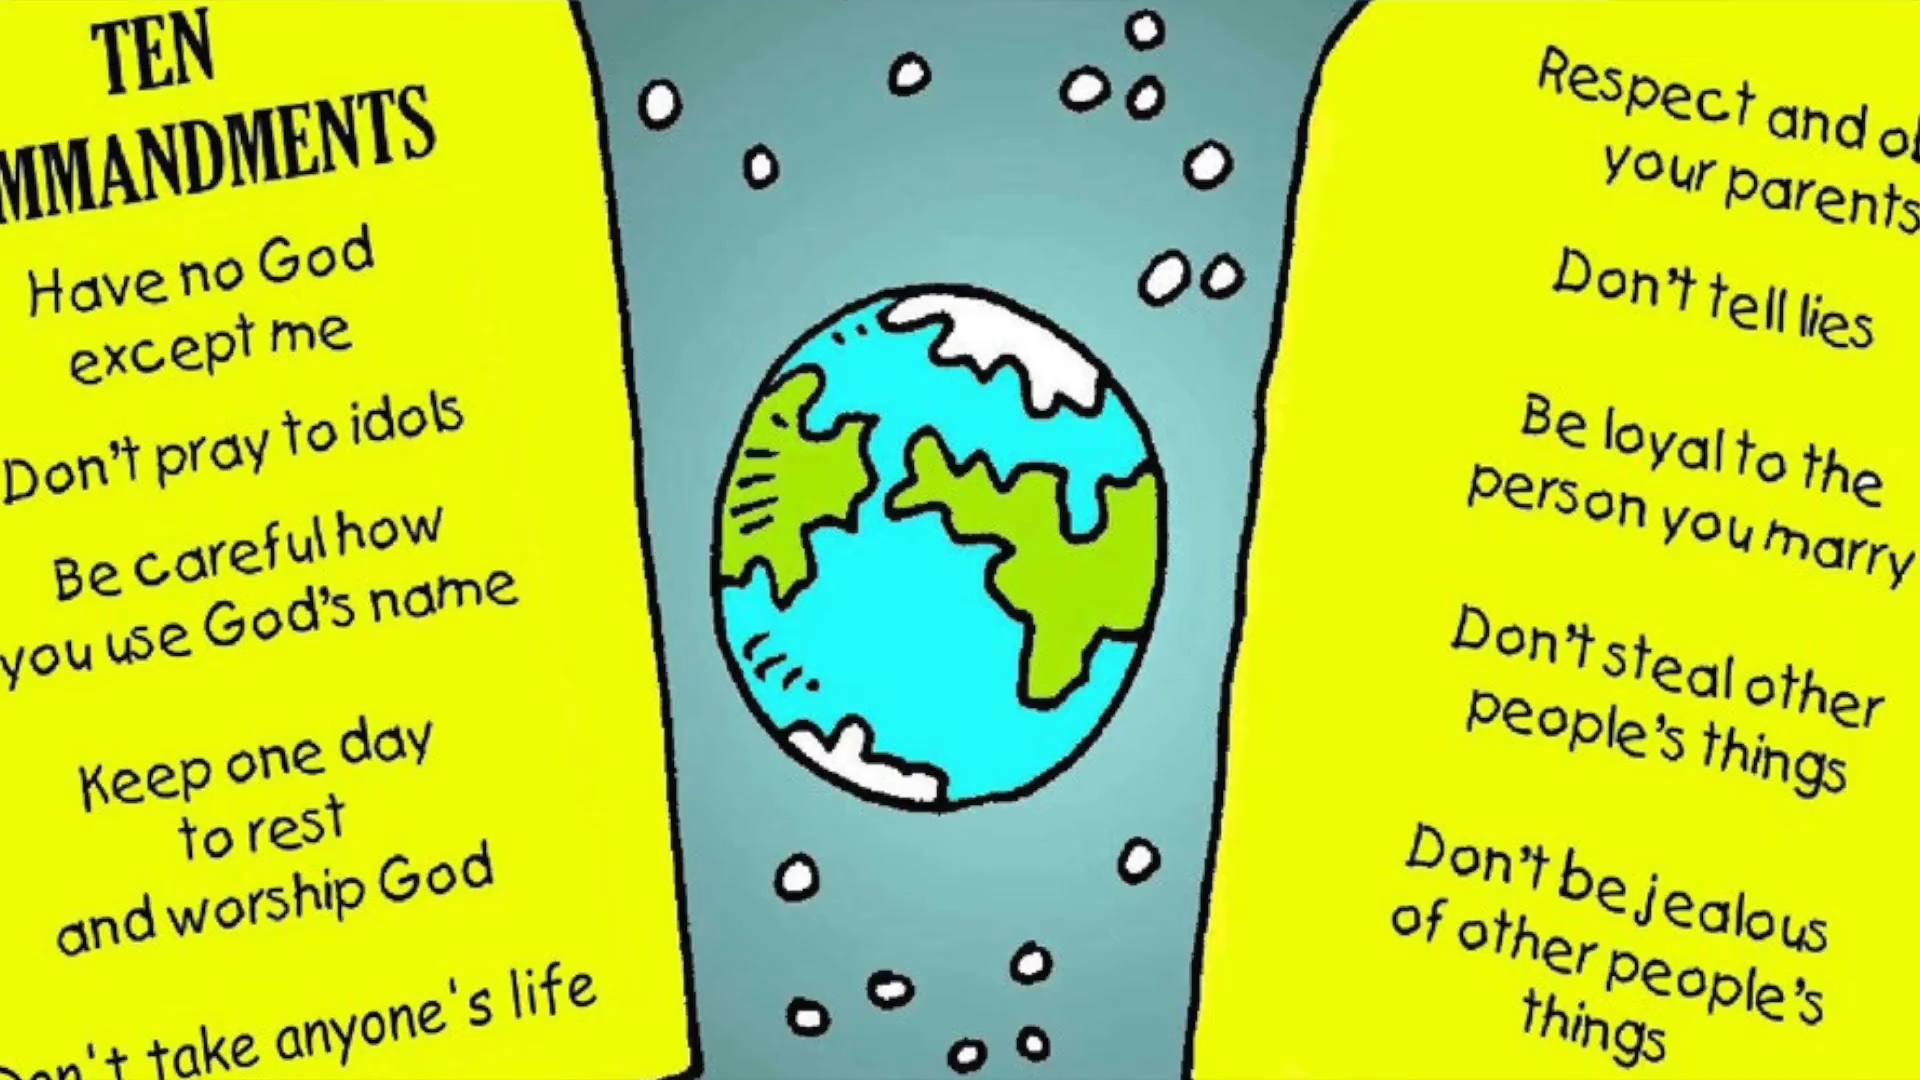 TEN
MMANDMENTS
Have no God
except me
Don't pray to idols
Be careful how
you use God's name
Keep one day
to rest
and worship God
Don't take anyone's life
Respect and
your parents
Don't tell lies
Be loyal to the
person you marry
Don't steal other
people's things
Don't be jealous
of other people's
things